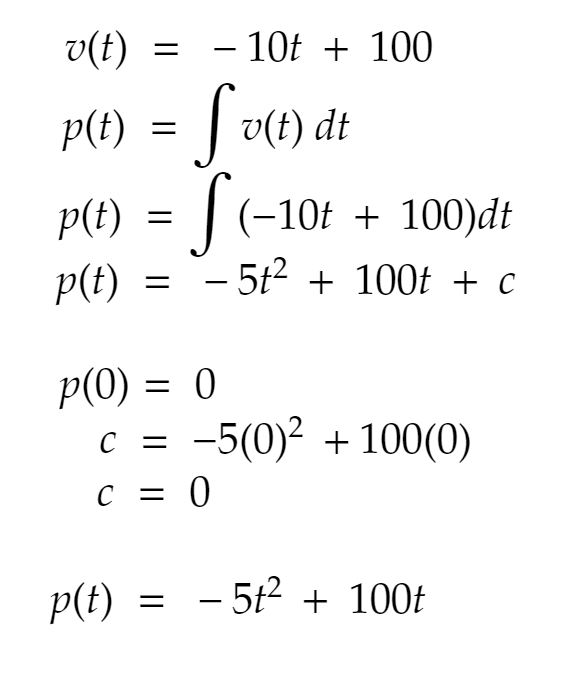 v(t) = − 10t + 100
p(t) = ∫ v(t) dt
p(t) = ∫ (−10t + 100)dt
p(t) = − 5t² + 100t + c
p(0) = 0
c = −5(0)² + 100(0)
c = 0
p(t) = − 5t² + 100t